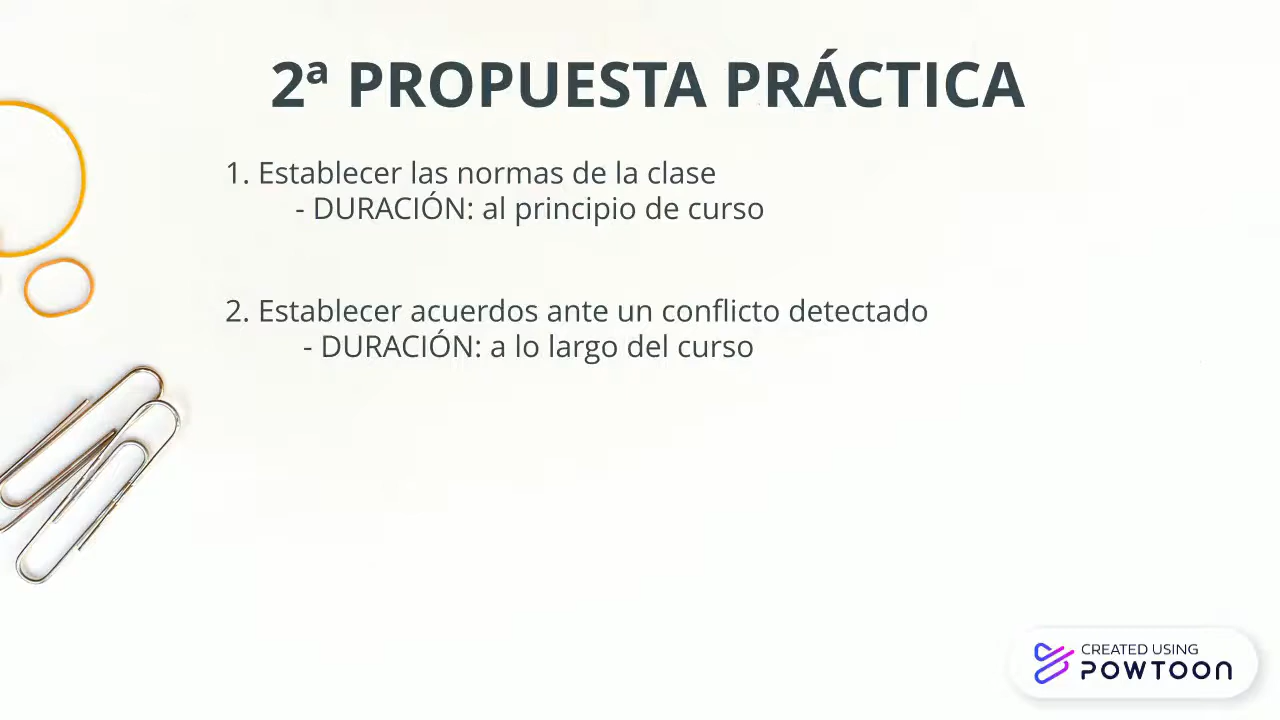 2ª PROPUESTA PRÁCTICA
1. Establecer las normas de la clase
- DURACIÓN: al principio de curso
2. Establecer acuerdos ante un conflicto detectado
- DURACIÓN: a lo largo del curso
CREATED USING
POWTOON